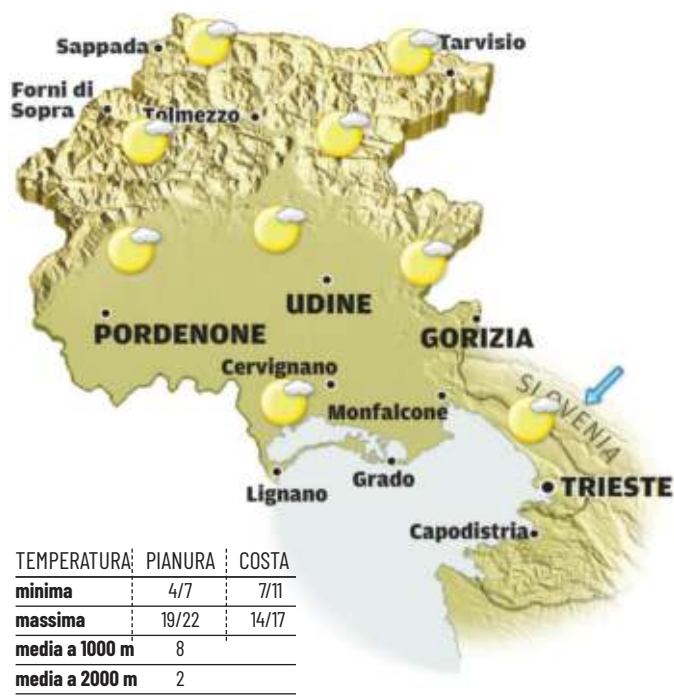 Sappada
Tarvisio
Forni di
Sopra
Tolmezzo
UDINE
PORDENONE
GORIZIA
Cervignano
Monfalcone
SLOVENIA
Grado
Lignano
TRIESTE
Capodistria
TEMPERATURA PIANURA COSTA
minima 4/7 7/11
massima 19/22 14/17
media a 1000 m 8
media a 2000 m 2